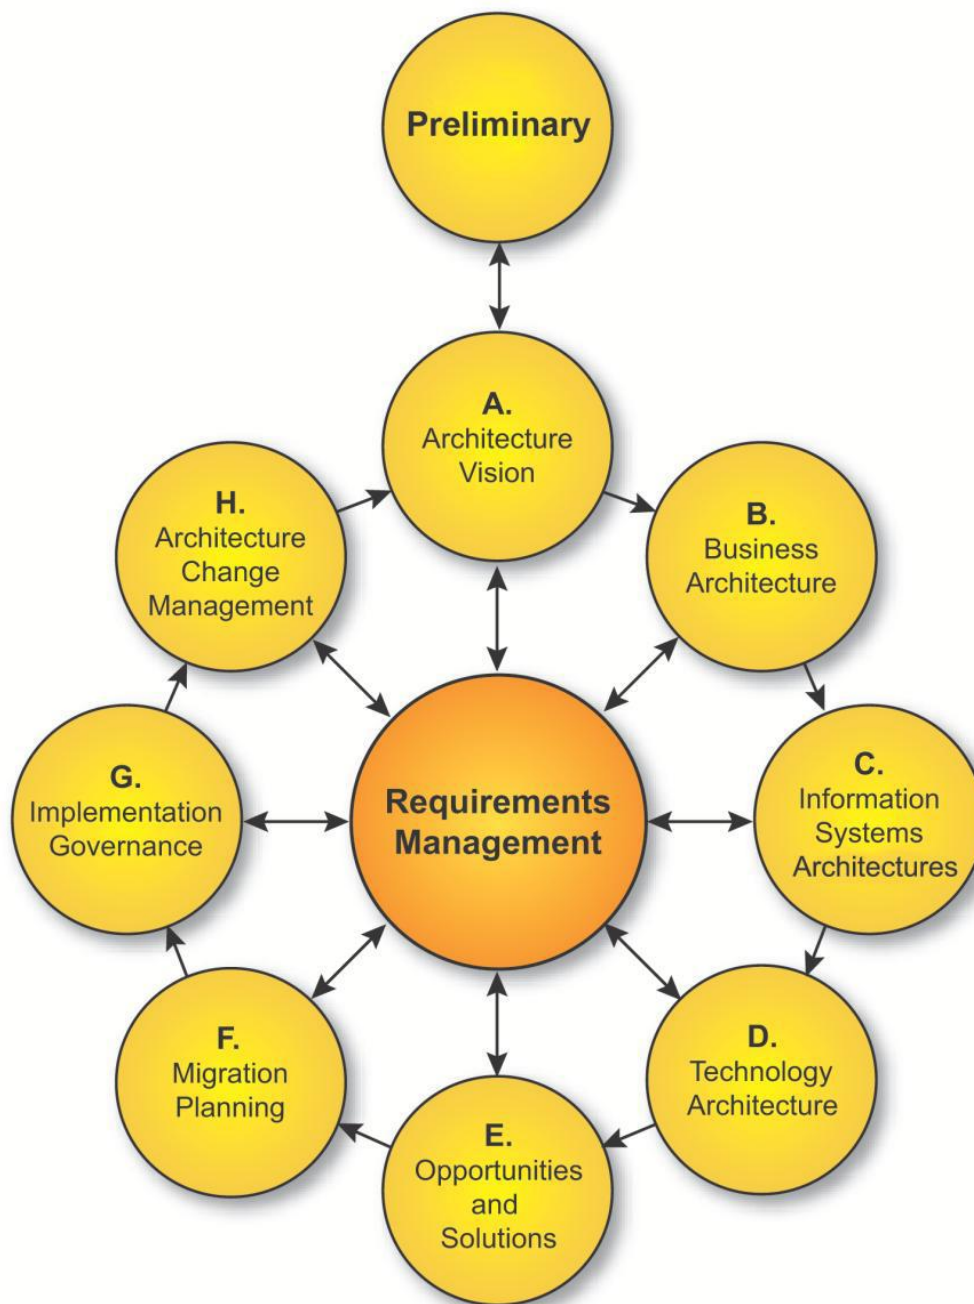 Preliminary
A.
Architecture
Vision
B.
Business
Architecture
C.
Information
Systems
Architectures
D.
Technology
Architecture
E.
Opportunities
and
Solutions
F.
Migration
Planning
G.
Implementation
Governance
H.
Architecture
Change
Management
Requirements
Management